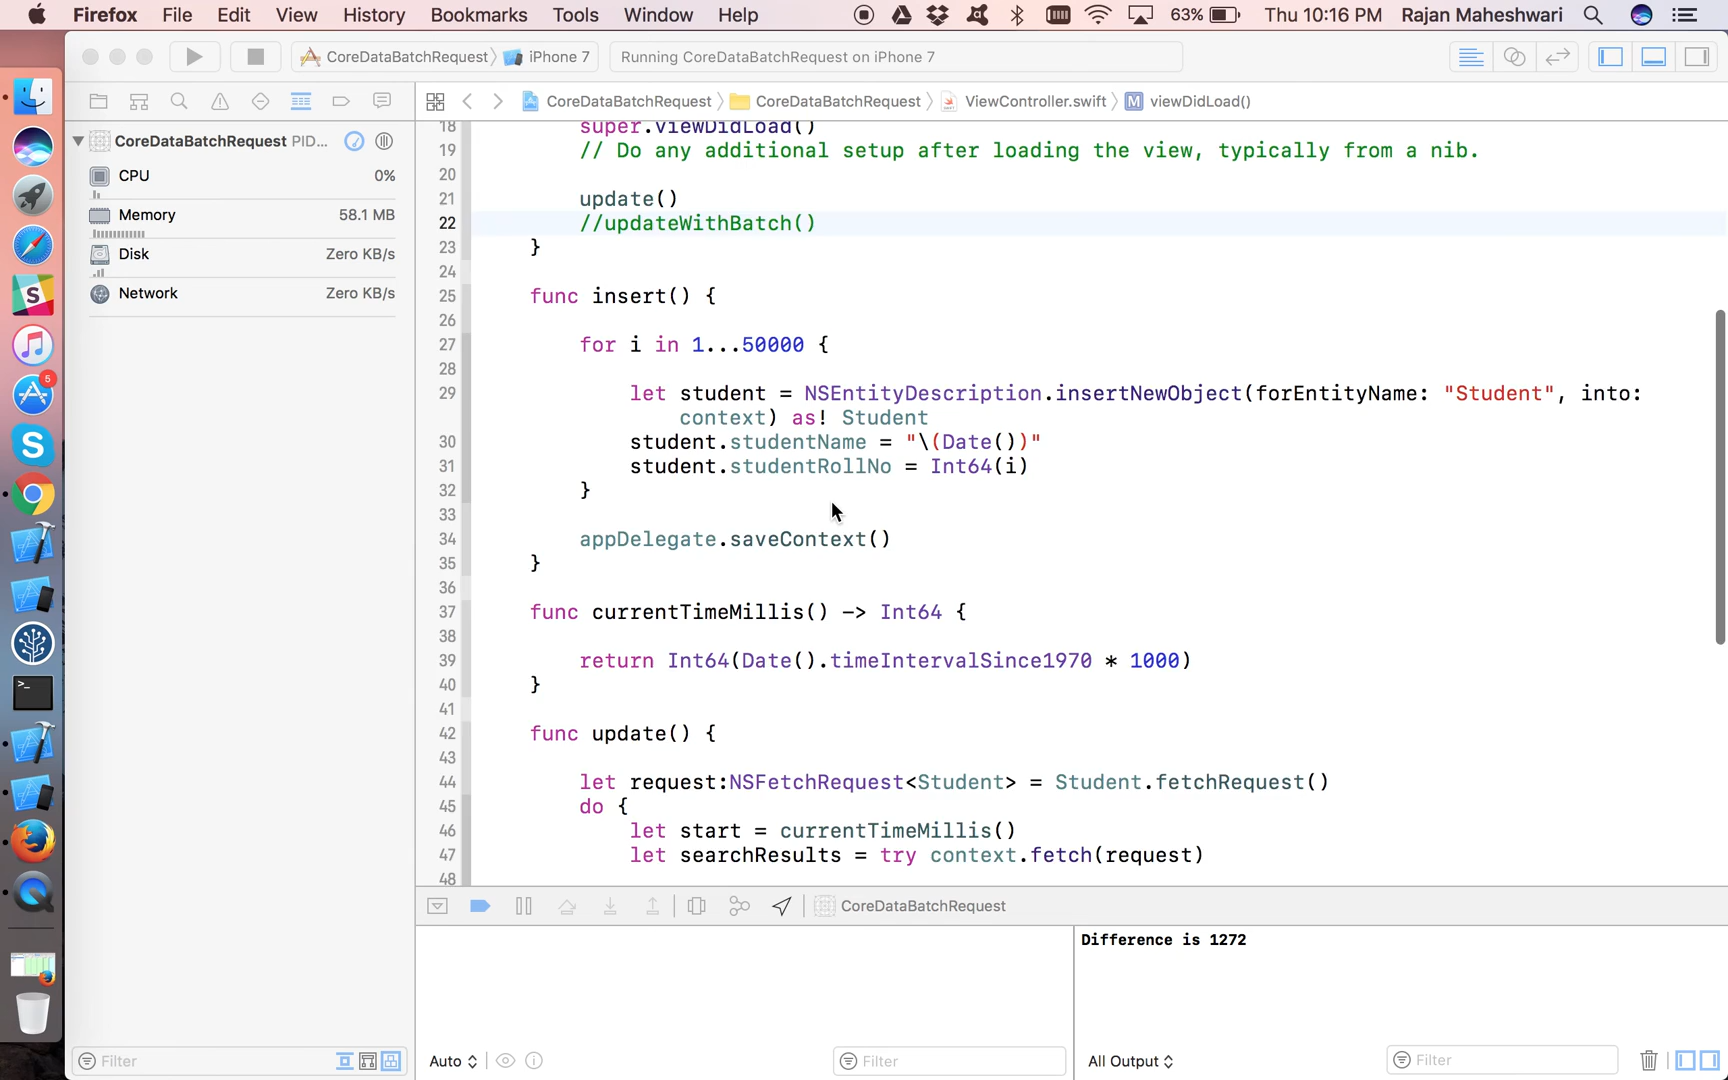 Firefox File Edit View History Bookmarks Tools Window Help 63% Thu 10:16 PM Rajan Maheshwari
CoreDataBatchRequest iPhone 7 Running CoreDataBatchRequest on iPhone 7
CoreDataBatchRequest CoreDataBatchRequest ViewController.swift M viewDidLoad()
CoreDataBatchRequest PID...
CPU 0%
Memory 58.1 MB
Disk Zero KB/s
Network Zero KB/s
18 super.viewDidLoad()
19 // Do any additional setup after loading the view, typically from a nib.
20
21 update()
22 //updateWithBatch()
23 }
24
25 func insert() {
26
27 for i in 1...50000 {
28
29 let student = NSEntityDescription.insertNewObject(forEntityName: "Student", into:
context) as! Student
30 student.studentName = "\(Date())"
31 student.studentRollNo = Int64(i)
32 }
33
34 appDelegate.saveContext()
35 }
36
37 func currentTimeMillis() -> Int64 {
38
39 return Int64(Date().timeIntervalSince1970 * 1000)
40 }
41
42 func update() {
43
44 let request:NSFetchRequest<Student> = Student.fetchRequest()
45 do {
46 let start = currentTimeMillis()
47 let searchResults = try context.fetch(request)
48
CoreDataBatchRequest
Difference is 1272
Filter Auto Filter All Output Filter
S
5
S